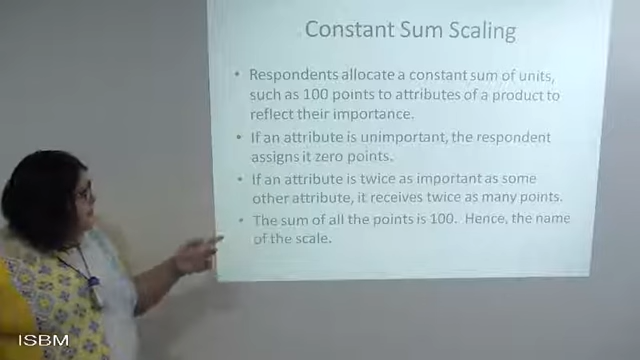 Constant Sum Scaling
• Respondents allocate a constant sum of units,
such as 100 points to attributes of a product to
reflect their importance.
• If an attribute is unimportant, the respondent
assigns it zero points.
• If an attribute is twice as important as some
other attribute, it receives twice as many points.
• The sum of all the points is 100. Hence, the name
of the scale.
ISBM